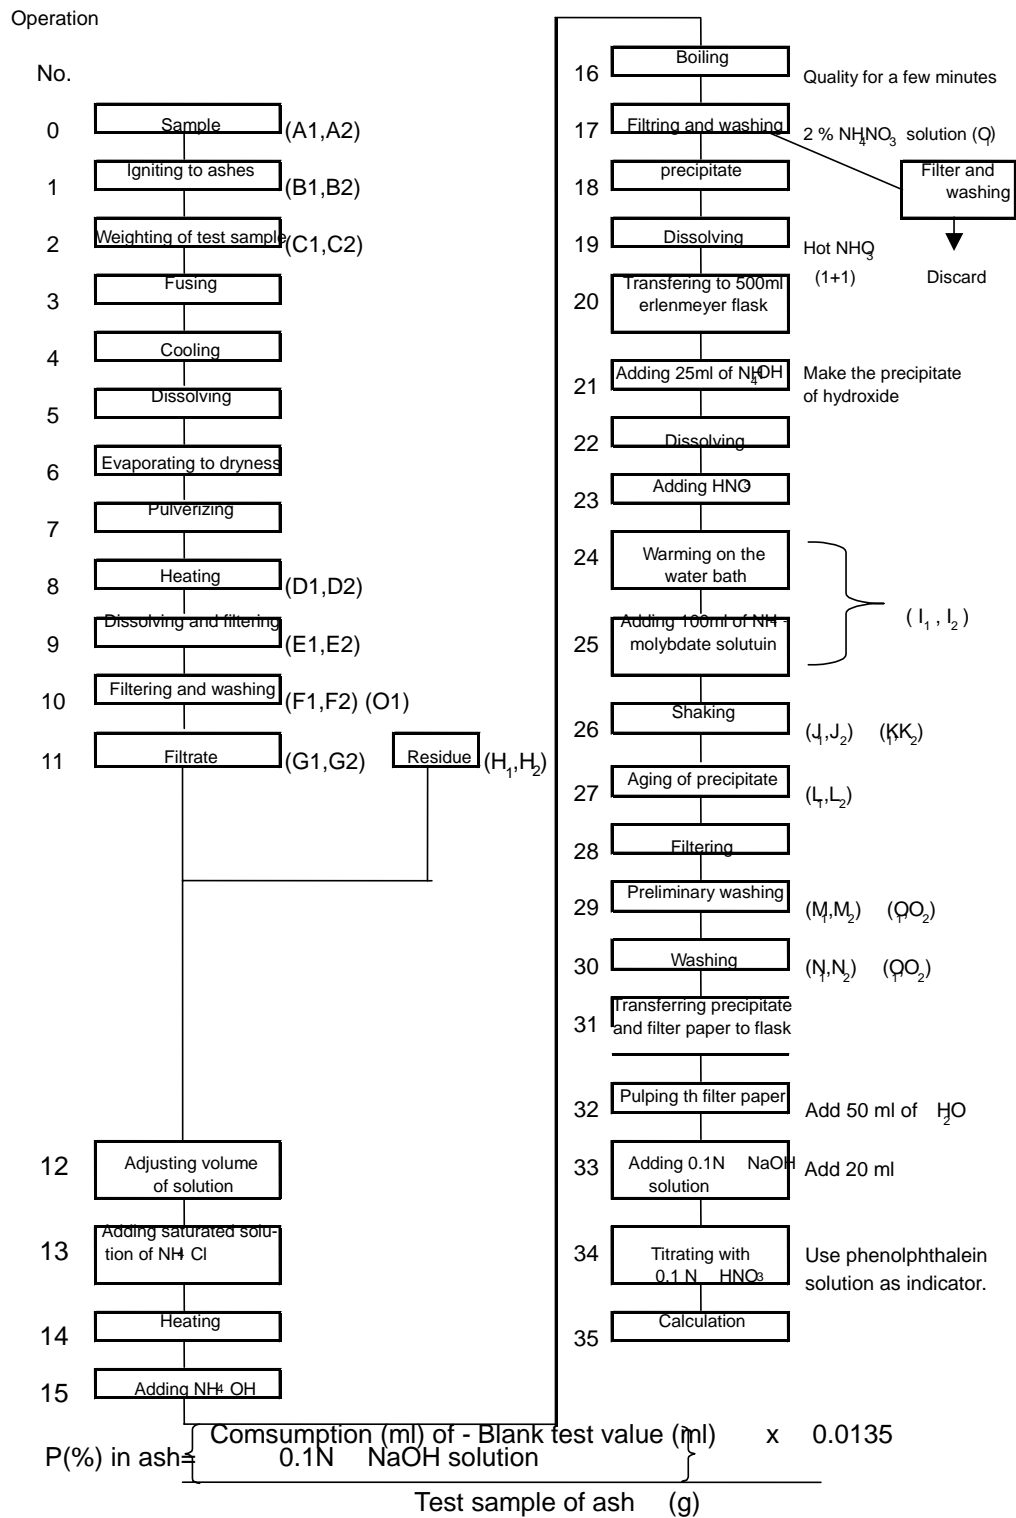 Operation
No.
0 Sample (A1,A2)
1 Igniting to ashes (B1,B2)
2 Weighting of test sample (C1,C2)
3 Fusing
4 Cooling
5 Dissolving
6 Evaporating to dryness
7 Pulverizing
8 Heating (D1,D2)
9 Dissolving and filtering (E1,E2)
10 Filtering and washing (F1,F2) (O1)
11 Filtrate (G1,G2) Residue (H₁,H₂)
12 Adjusting volume
of solution
13 Adding saturated solu-
tion of NH4 Cl
14 Heating
15 Adding NH4 OH
16 Boiling Quality for a few minutes
17 Filtring and washing 2 % NH₄NO₃ solution (O₁)
Filter and
washing
Discard
18 precipitate
19 Dissolving Hot NHO₃
(1+1)
20 Transfering to 500ml
erlenmeyer flask
21 Adding 25ml of NH₄OH Make the precipitate
of hydroxide
22 Dissolving
23 Adding HNO3
24 Warming on the
water bath
25 Adding 100ml of NH4 -
molybdate solutuin
( I₁ , I₂ )
26 Shaking (J₁,J₂) (K₁,K₂)
27 Aging of precipitate (L₁,L₂)
28 Filtering
29 Preliminary washing (M₁,M₂) (O₁,O₂)
30 Washing (N₁,N₂) (O₁,O₂)
31 Transferring precipitate
and filter paper to flask
32 Pulping th filter paper Add 50 ml of H₂O
33 Adding 0.1N NaOH
solution Add 20 ml
34 Titrating with
0.1 N HNO3
Use phenolphthalein
solution as indicator.
35 Calculation
Comsumption (ml) of - Blank test value (ml) x 0.0135
P(%) in ash= { 0.1N NaOH solution }
Test sample of ash (g)